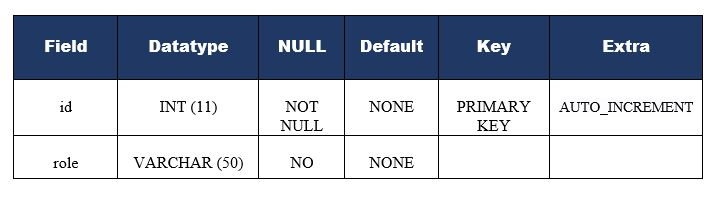 Field Datatype NULL Default Key Extra
id INT (11) NOT NULL NONE PRIMARY KEY AUTO_INCREMENT
role VARCHAR (50) NO NONE